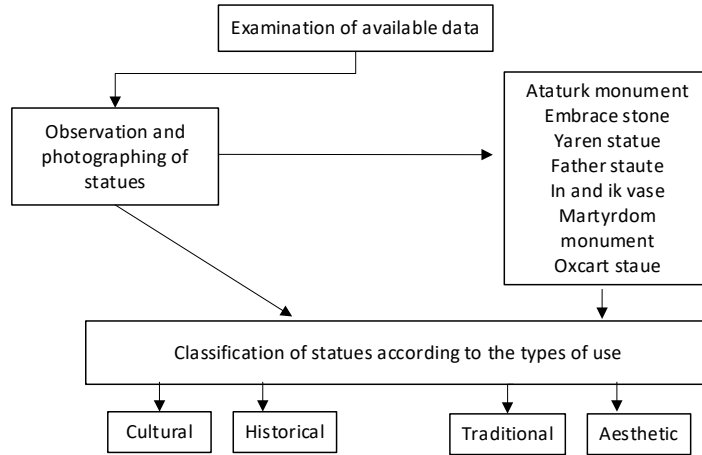 Examination of available data
Observation and
photographing of
statues
Ataturk monument
Embrace stone
Yaren statue
Father staute
In and ik vase
Martyrdom
monument
Oxcart staue
Classification of statues according to the types of use
Cultural
Historical
Traditional
Aesthetic